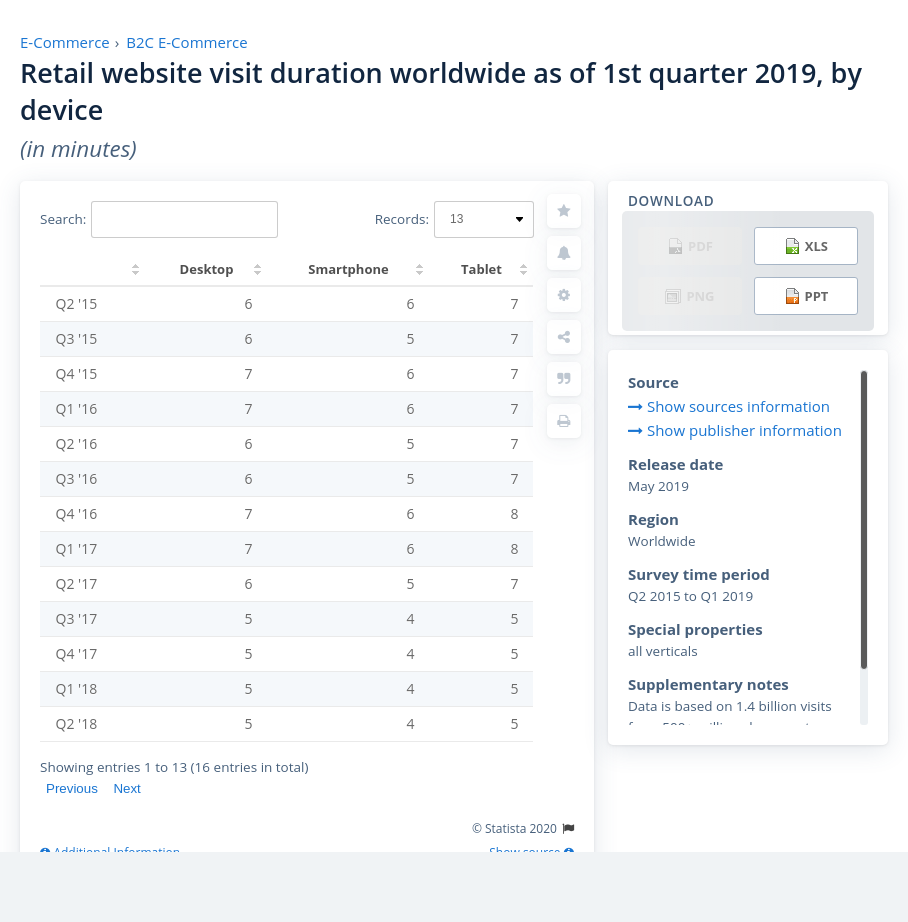 E-Commerce › B2C E-Commerce
Retail website visit duration worldwide as of 1st quarter 2019, by
device
(in minutes)
Search:
Records: 13
Desktop Smartphone Tablet
Q2 '15 6 6 7
Q3 '15 6 5 7
Q4 '15 7 6 7
Q1 '16 7 6 7
Q2 '16 6 5 7
Q3 '16 6 5 7
Q4 '16 7 6 8
Q1 '17 7 6 8
Q2 '17 6 5 7
Q3 '17 5 4 5
Q4 '17 5 4 5
Q1 '18 5 4 5
Q2 '18 5 4 5
Showing entries 1 to 13 (16 entries in total)
Previous Next
© Statista 2020
Additional Information Show source
DOWNLOAD
PDF XLS
PNG PPT
Source
Show sources information
Show publisher information
Release date
May 2019
Region
Worldwide
Survey time period
Q2 2015 to Q1 2019
Special properties
all verticals
Supplementary notes
Data is based on 1.4 billion visits